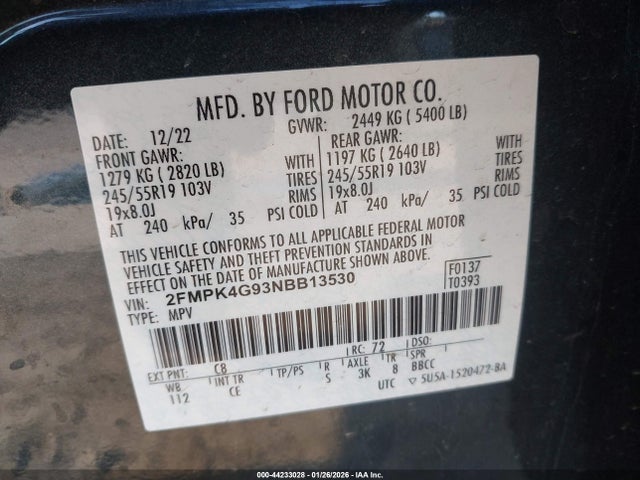 MFD. BY FORD MOTOR CO.
DATE: 12/22 GVWR: 2449 KG ( 5400 LB)
FRONT GAWR: REAR GAWR:
1279 KG ( 2820 LB) WITH 1197 KG ( 2640 LB) WITH
245/55R19 103V TIRES 245/55R19 103V TIRES
19x8.0J RIMS 19x8.0J RIMS
AT 240 kPa/ 35 PSI COLD AT 240 kPa/ 35 PSI COLD
THIS VEHICLE CONFORMS TO ALL APPLICABLE FEDERAL MOTOR
VEHICLE SAFETY AND THEFT PREVENTION STANDARDS IN
EFFECT ON THE DATE OF MANUFACTURE SHOWN ABOVE.
F0137
VIN: 2FMPK4G93NBB13530 T0393
TYPE: MPV
EXT PNT: C8 RC: 72 DSO:
WB INT TR TP/PS R AXLE TR SPR
112 CE S 3K 8 BBCC
UTC 5U5A-1520472-BA
000-44233028 | 01/26/2026 | IAA Inc.